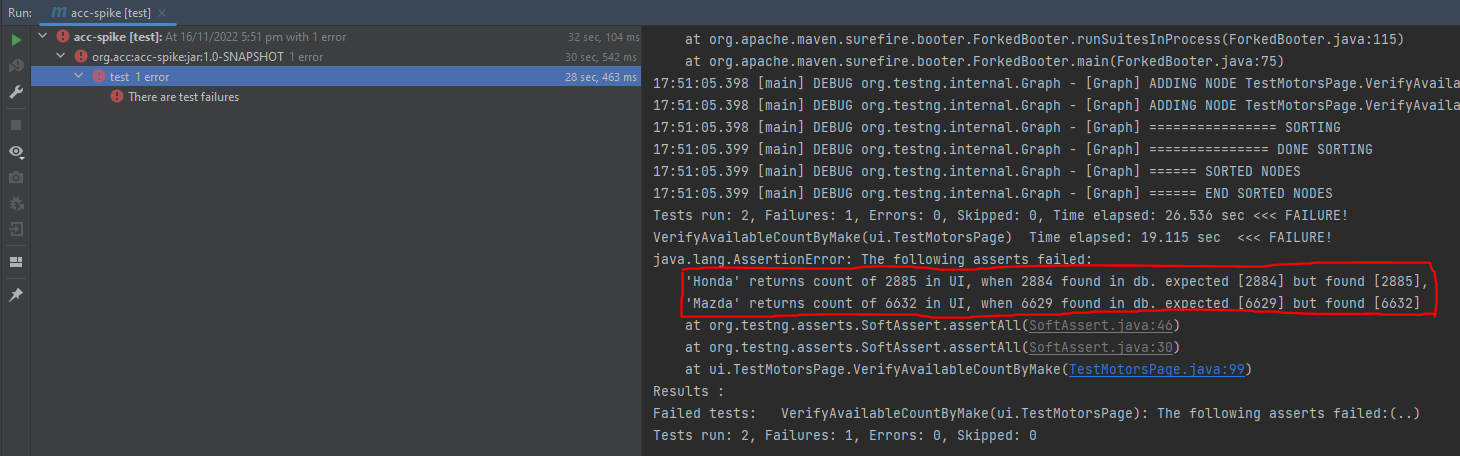 Run: acc-spike [test]
acc-spike [test]: At 16/11/2022 5:51 pm with 1 error 32 sec, 104 ms
org.acc:acc-spike:jar:1.0-SNAPSHOT 1 error 30 sec, 542 ms
test 1 error 28 sec, 463 ms
There are test failures
at org.apache.maven.surefire.booter.ForkedBooter.runSuitesInProcess(ForkedBooter.java:115)
at org.apache.maven.surefire.booter.ForkedBooter.main(ForkedBooter.java:75)
17:51:05.398 [main] DEBUG org.testng.internal.Graph - [Graph] ADDING NODE TestMotorsPage.VerifyAvaila
17:51:05.398 [main] DEBUG org.testng.internal.Graph - [Graph] ADDING NODE TestMotorsPage.VerifyAvaila
17:51:05.398 [main] DEBUG org.testng.internal.Graph - [Graph] ================ SORTING
17:51:05.399 [main] DEBUG org.testng.internal.Graph - [Graph] =============== DONE SORTING
17:51:05.399 [main] DEBUG org.testng.internal.Graph - [Graph] ====== SORTED NODES
17:51:05.399 [main] DEBUG org.testng.internal.Graph - [Graph] ====== END SORTED NODES
Tests run: 2, Failures: 1, Errors: 0, Skipped: 0, Time elapsed: 26.536 sec <<< FAILURE!
VerifyAvailableCountByMake(ui.TestMotorsPage)  Time elapsed: 19.115 sec  <<< FAILURE!
java.lang.AssertionError: The following asserts failed:
'Honda' returns count of 2885 in UI, when 2884 found in db. expected [2884] but found [2885],
'Mazda' returns count of 6632 in UI, when 6629 found in db. expected [6629] but found [6632]
at org.testng.asserts.SoftAssert.assertAll(SoftAssert.java:46)
at org.testng.asserts.SoftAssert.assertAll(SoftAssert.java:30)
at ui.TestMotorsPage.VerifyAvailableCountByMake(TestMotorsPage.java:99)
Results :
Failed tests:   VerifyAvailableCountByMake(ui.TestMotorsPage): The following asserts failed:(..)
Tests run: 2, Failures: 1, Errors: 0, Skipped: 0